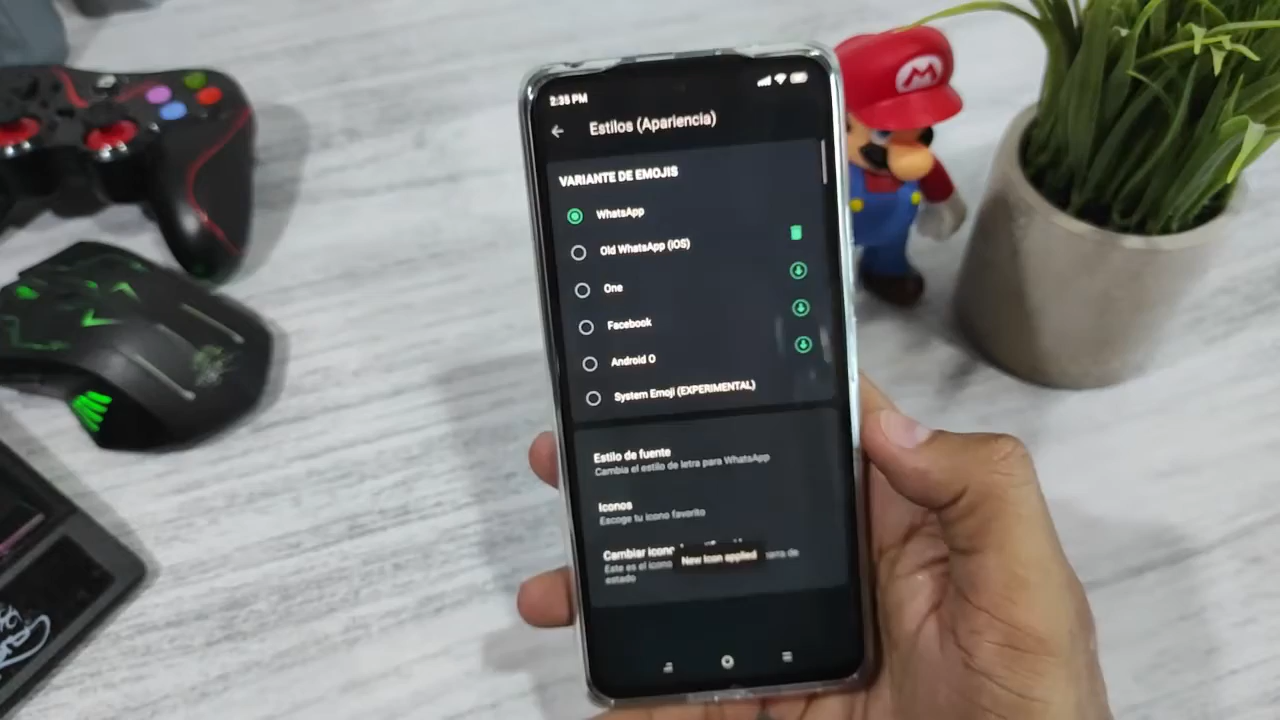 2:35 PM
Estilos (Apariencia)
VARIANTE DE EMOJIS
WhatsApp
Old WhatsApp (iOS)
One
Facebook
Android O
System Emoji (EXPERIMENTAL)
Estilo de fuente
Cambia el estilo de letra para WhatsApp
Iconos
Escoge tu icono favorito
Cambiar icono
Este es el icono
New icon applied
de
estado
M